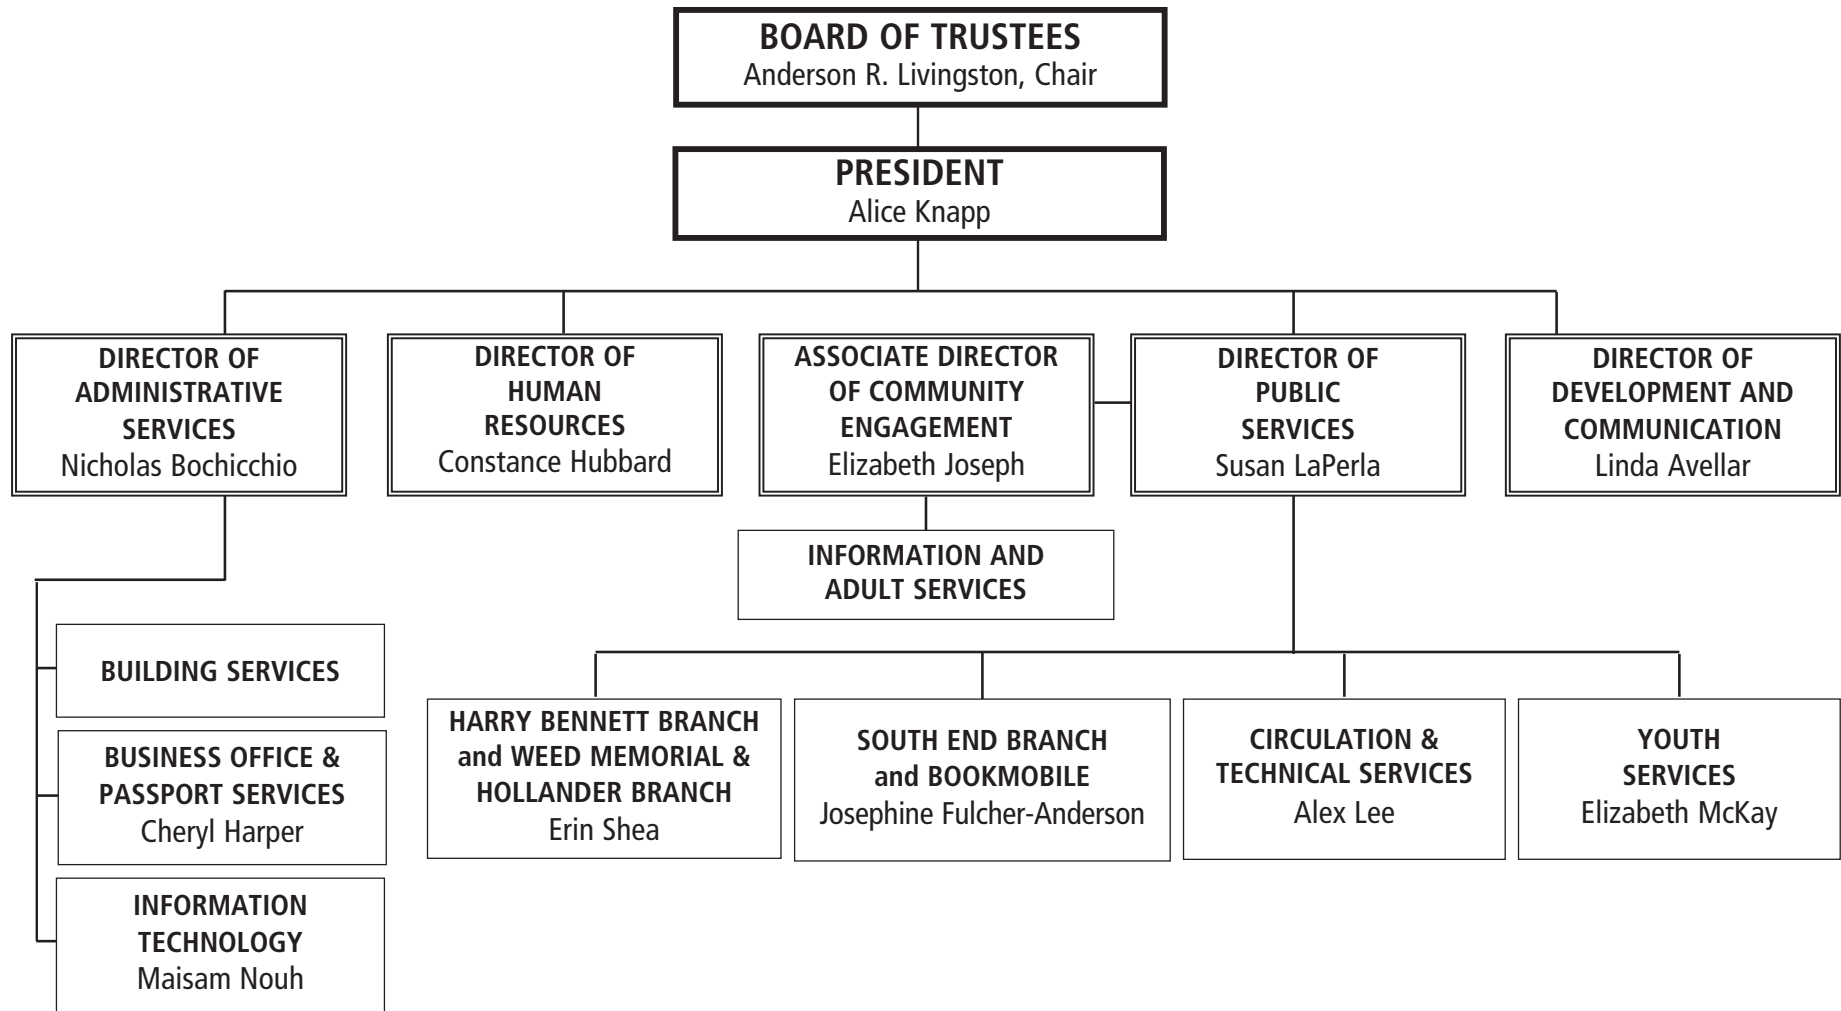 BOARD OF TRUSTEES
Anderson R. Livingston, Chair
PRESIDENT
Alice Knapp
DIRECTOR OF
ADMINISTRATIVE
SERVICES
Nicholas Bochicchio
DIRECTOR OF
HUMAN
RESOURCES
Constance Hubbard
ASSOCIATE DIRECTOR
OF COMMUNITY
ENGAGEMENT
Elizabeth Joseph
DIRECTOR OF
PUBLIC
SERVICES
Susan LaPerla
DIRECTOR OF
DEVELOPMENT AND
COMMUNICATION
Linda Avellar
INFORMATION AND
ADULT SERVICES
BUILDING SERVICES
BUSINESS OFFICE &
PASSPORT SERVICES
Cheryl Harper
INFORMATION
TECHNOLOGY
Maisam Nouh
HARRY BENNETT BRANCH
and WEED MEMORIAL &
HOLLANDER BRANCH
Erin Shea
SOUTH END BRANCH
and BOOKMOBILE
Josephine Fulcher-Anderson
CIRCULATION &
TECHNICAL SERVICES
Alex Lee
YOUTH
SERVICES
Elizabeth McKay